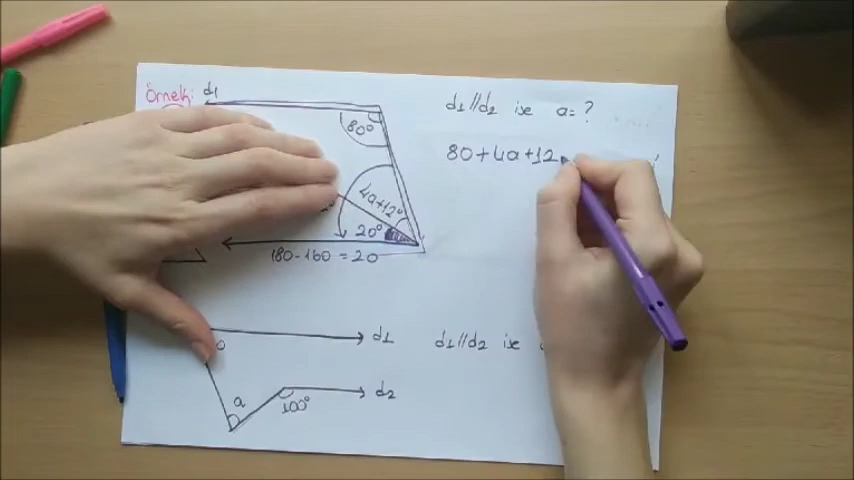 Örnek: d1
d1//d2 ise a=?
80+4a+12
80°
4a+12°
20°
180-160=20
d1
d1//d2 ise
d2
a
100°